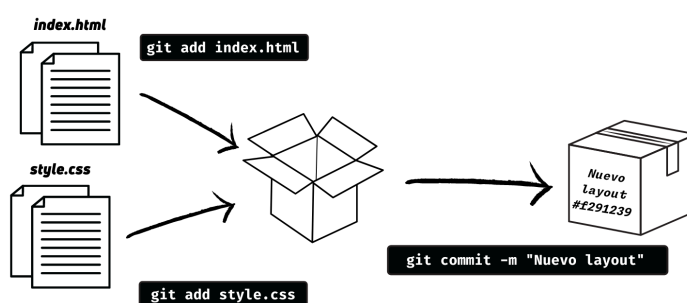 index.html
git add index.html
style.css
git add style.css
git commit -m "Nuevo layout"
Nuevo
layout
#f291239